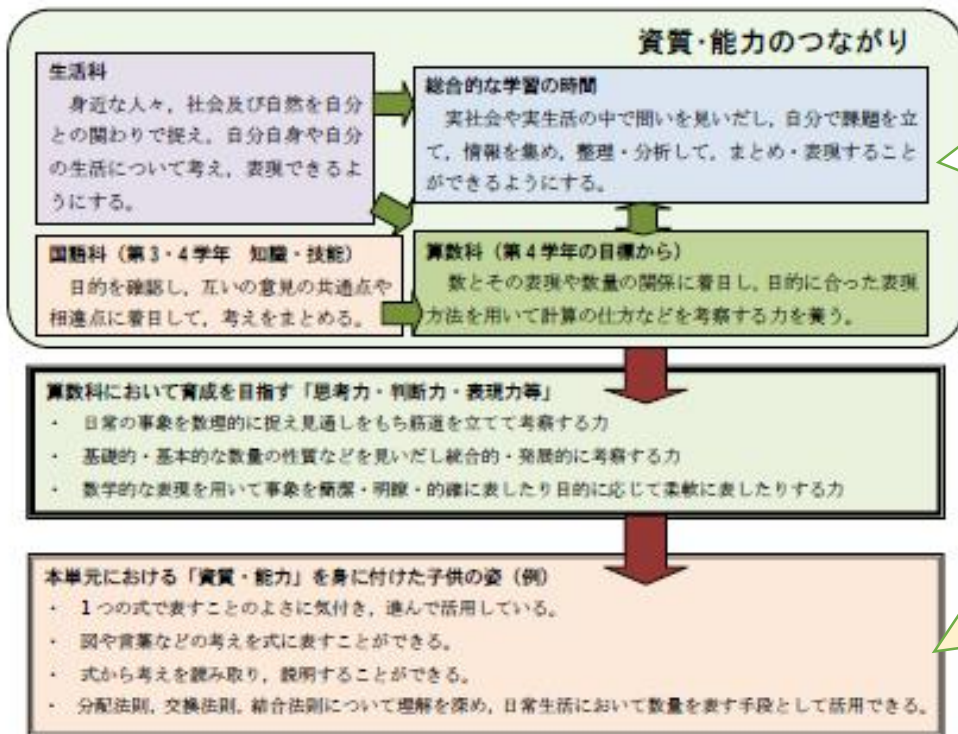 資質・能力のつながり
生活科
身近な人々，社会及び自然を自分
との関わりで捉え，自分自身や自分
の生活について考え，表現できるよ
うにする。
総合的な学習の時間
実社会や実生活の中で問いを見いだし，自分で課題を立
て，情報を集め，整理・分析して，まとめ・表現すること
ができるようにする。
国語科（第３・４学年　知識・技能）
目的を確認し，互いの意見の共通点や
相違点に着目して，考えをまとめる。
算数科（第４学年の目標から）
数とその表現や数量の関係に着目し，目的に合った表現
方法を用いて計算の仕方などを考察する力を養う。
算数科において育成を目指す「思考力・判断力・表現力等」
・　日常の事象を数理的に捉え見通しをもち筋道を立てて考察する力
・　基礎的・基本的な数量の性質などを見いだし統合的・発展的に考察する力
・　数学的な表現を用いて事象を簡潔・明瞭・的確に表したり目的に応じて柔軟に表したりする力
本単元における「資質・能力」を身に付けた子供の姿（例）
・　１つの式で表すことのよさに気付き，進んで活用している。
・　図や言葉などの考えを式に表すことができる。
・　式から考えを読み取り，説明することができる。
・　分配法則，交換法則，結合法則について理解を深め，日常生活において数量を表す手段として活用できる。